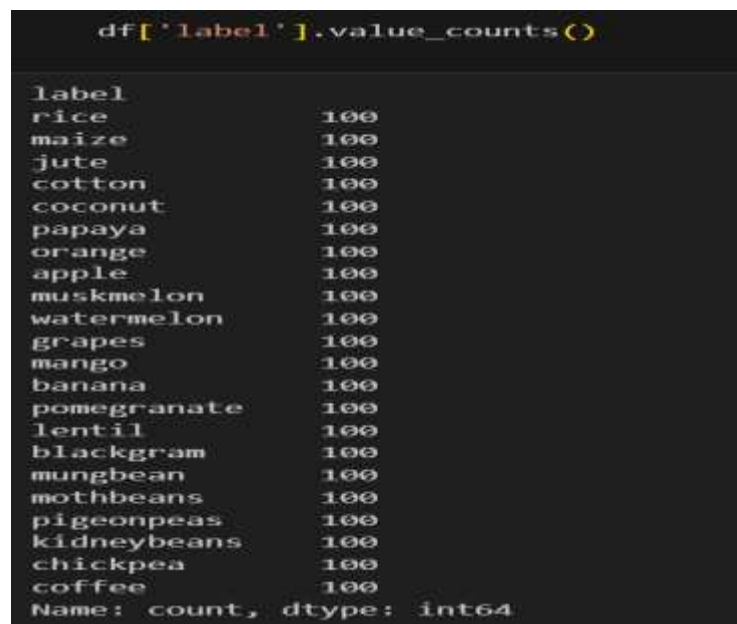 df['label'].value_counts()
label
rice 100
maize 100
jute 100
cotton 100
coconut 100
papaya 100
orange 100
apple 100
muskmelon 100
watermelon 100
grapes 100
mango 100
banana 100
pomegranate 100
lentil 100
blackgram 100
mungbean 100
mothbeans 100
pigeonpeas 100
kidneybeans 100
chickpea 100
coffee 100
Name: count, dtype: int64